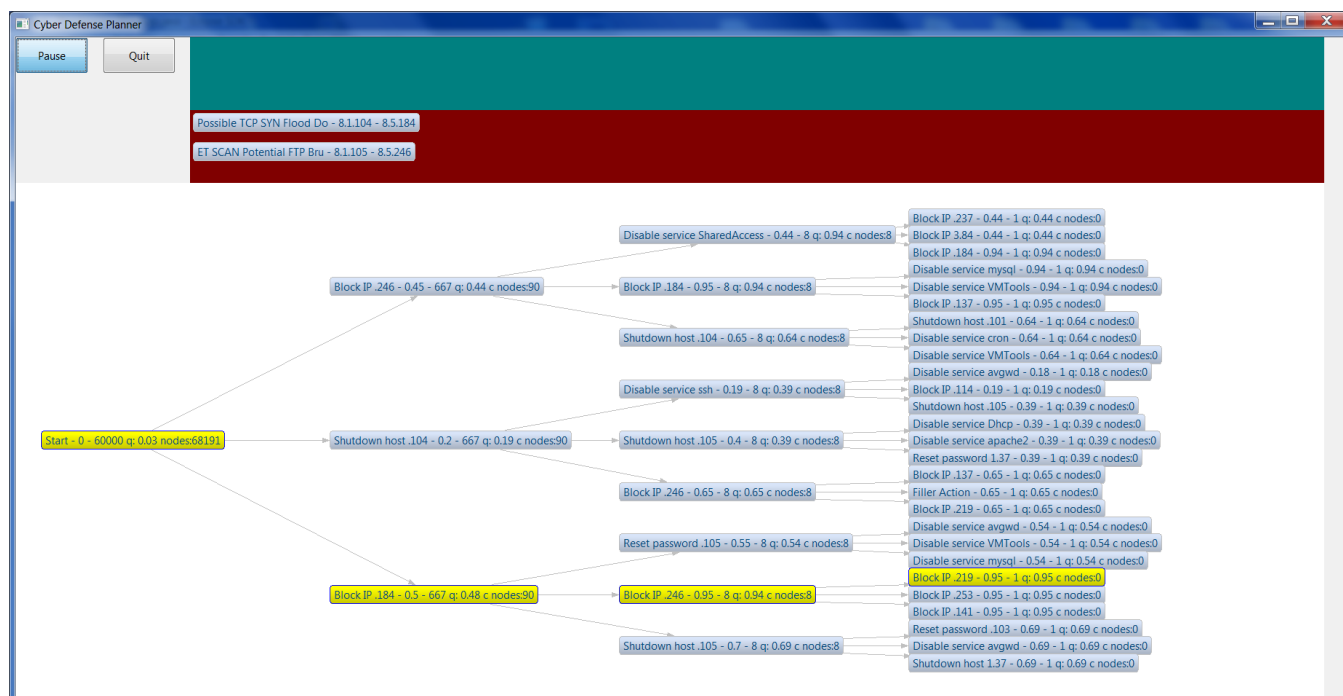 Cyber Defense Planner
Pause
Quit
Possible TCP SYN Flood Do - 8.1.104 - 8.5.184
ET SCAN Potential FTP Bru - 8.1.105 - 8.5.246
Start - 0 - 60000 q: 0.03 nodes:68191
Block IP .246 - 0.45 - 667 q: 0.44 c nodes:90
Shutdown host .104 - 0.2 - 667 q: 0.19 c nodes:90
Block IP .184 - 0.5 - 667 q: 0.48 c nodes:90
Disable service SharedAccess - 0.44 - 8 q: 0.94 c nodes:8
Block IP .184 - 0.95 - 8 q: 0.94 c nodes:8
Shutdown host .104 - 0.65 - 8 q: 0.64 c nodes:8
Disable service ssh - 0.19 - 8 q: 0.39 c nodes:8
Shutdown host .105 - 0.4 - 8 q: 0.39 c nodes:8
Block IP .246 - 0.65 - 8 q: 0.65 c nodes:8
Reset password .105 - 0.55 - 8 q: 0.54 c nodes:8
Block IP .246 - 0.95 - 8 q: 0.94 c nodes:8
Shutdown host .105 - 0.7 - 8 q: 0.69 c nodes:8
Block IP .237 - 0.44 - 1 q: 0.44 c nodes:0
Block IP 3.84 - 0.44 - 1 q: 0.44 c nodes:0
Block IP .184 - 0.94 - 1 q: 0.94 c nodes:0
Disable service mysql - 0.94 - 1 q: 0.94 c nodes:0
Disable service VMTools - 0.94 - 1 q: 0.94 c nodes:0
Block IP .137 - 0.95 - 1 q: 0.95 c nodes:0
Shutdown host .101 - 0.64 - 1 q: 0.64 c nodes:0
Disable service cron - 0.64 - 1 q: 0.64 c nodes:0
Disable service VMTools - 0.64 - 1 q: 0.64 c nodes:0
Disable service avgwd - 0.18 - 1 q: 0.18 c nodes:0
Block IP .114 - 0.19 - 1 q: 0.19 c nodes:0
Shutdown host .105 - 0.39 - 1 q: 0.39 c nodes:0
Disable service Dhcp - 0.39 - 1 q: 0.39 c nodes:0
Disable service apache2 - 0.39 - 1 q: 0.39 c nodes:0
Reset password 1.37 - 0.39 - 1 q: 0.39 c nodes:0
Block IP .137 - 0.65 - 1 q: 0.65 c nodes:0
Filler Action - 0.65 - 1 q: 0.65 c nodes:0
Block IP .219 - 0.65 - 1 q: 0.65 c nodes:0
Disable service avgwd - 0.54 - 1 q: 0.54 c nodes:0
Disable service VMTools - 0.54 - 1 q: 0.54 c nodes:0
Disable service mysql - 0.54 - 1 q: 0.54 c nodes:0
Block IP .219 - 0.95 - 1 q: 0.95 c nodes:0
Block IP .253 - 0.95 - 1 q: 0.95 c nodes:0
Block IP .141 - 0.95 - 1 q: 0.95 c nodes:0
Reset password .103 - 0.69 - 1 q: 0.69 c nodes:0
Disable service avgwd - 0.69 - 1 q: 0.69 c nodes:0
Shutdown host 1.37 - 0.69 - 1 q: 0.69 c nodes:0